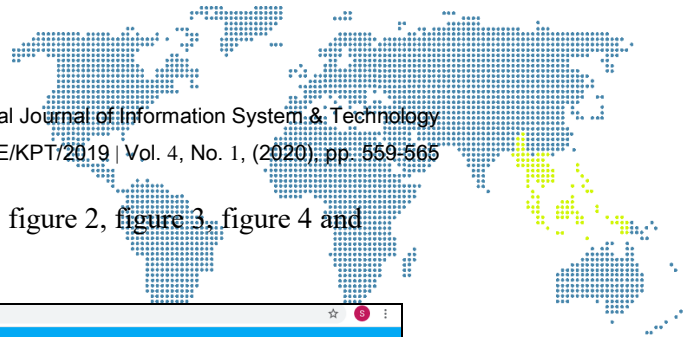 al Journal of Information System & Technology
E/KPT/2019 | Vol. 4, No. 1, (2020), pp. 559-565
figure 2, figure 3, figure 4 and
S